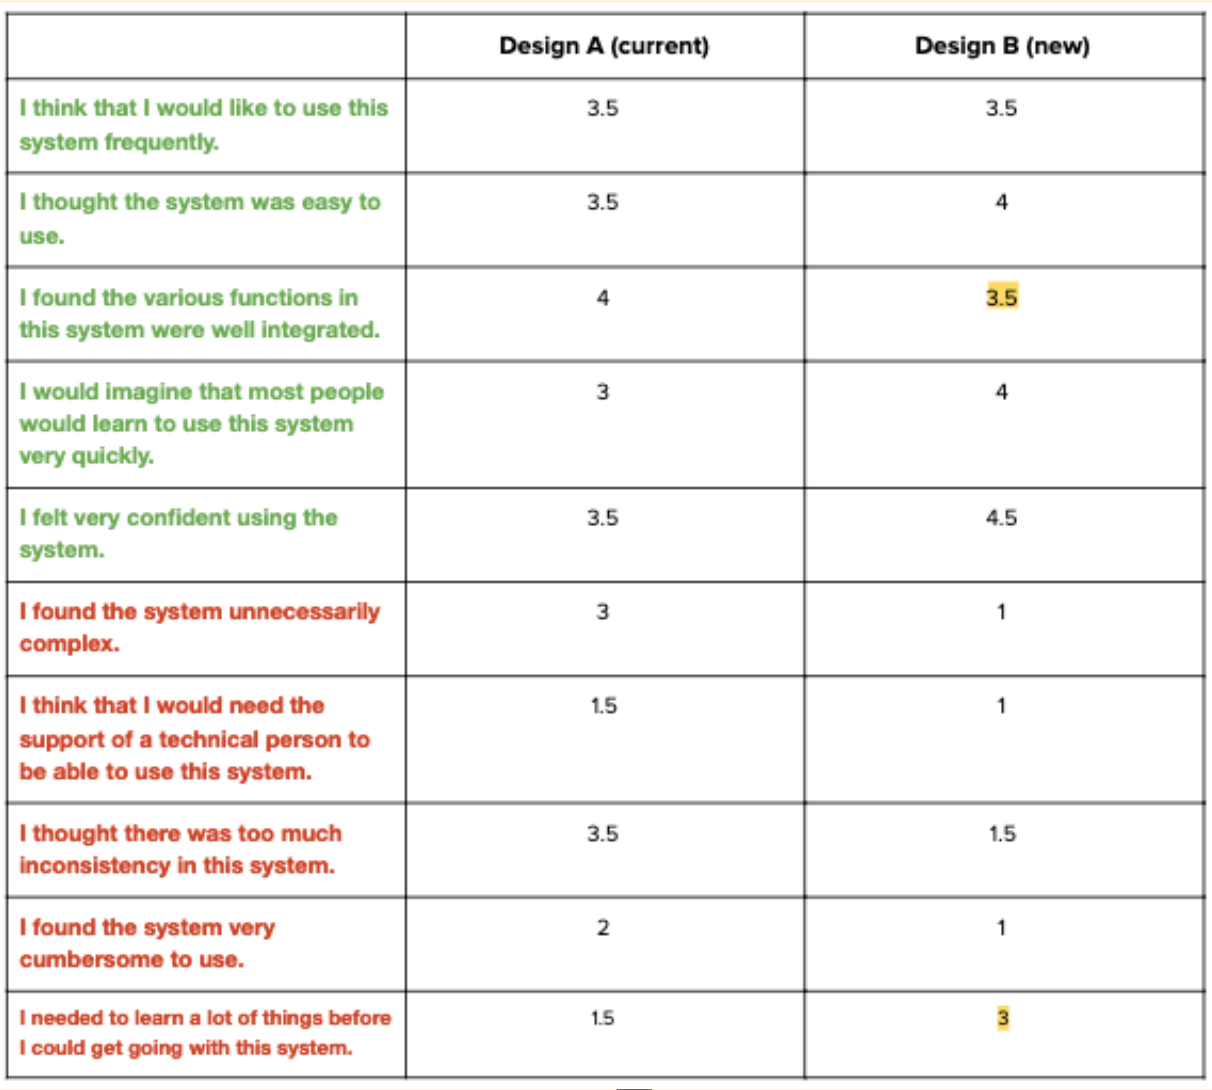 Design A (current) Design B (new)
I think that I would like to use this 3.5 3.5
system frequently.
I thought the system was easy to 3.5 4
use.
I found the various functions in 4 3.5
this system were well integrated.
I would imagine that most people 3 4
would learn to use this system
very quickly.
I felt very confident using the 3.5 4.5
system.
I found the system unnecessarily 3 1
complex.
I think that I would need the 1.5 1
support of a technical person to
be able to use this system.
I thought there was too much 3.5 1.5
inconsistency in this system.
I found the system very 2 1
cumbersome to use.
I needed to learn a lot of things before 1.5 3
I could get going with this system.